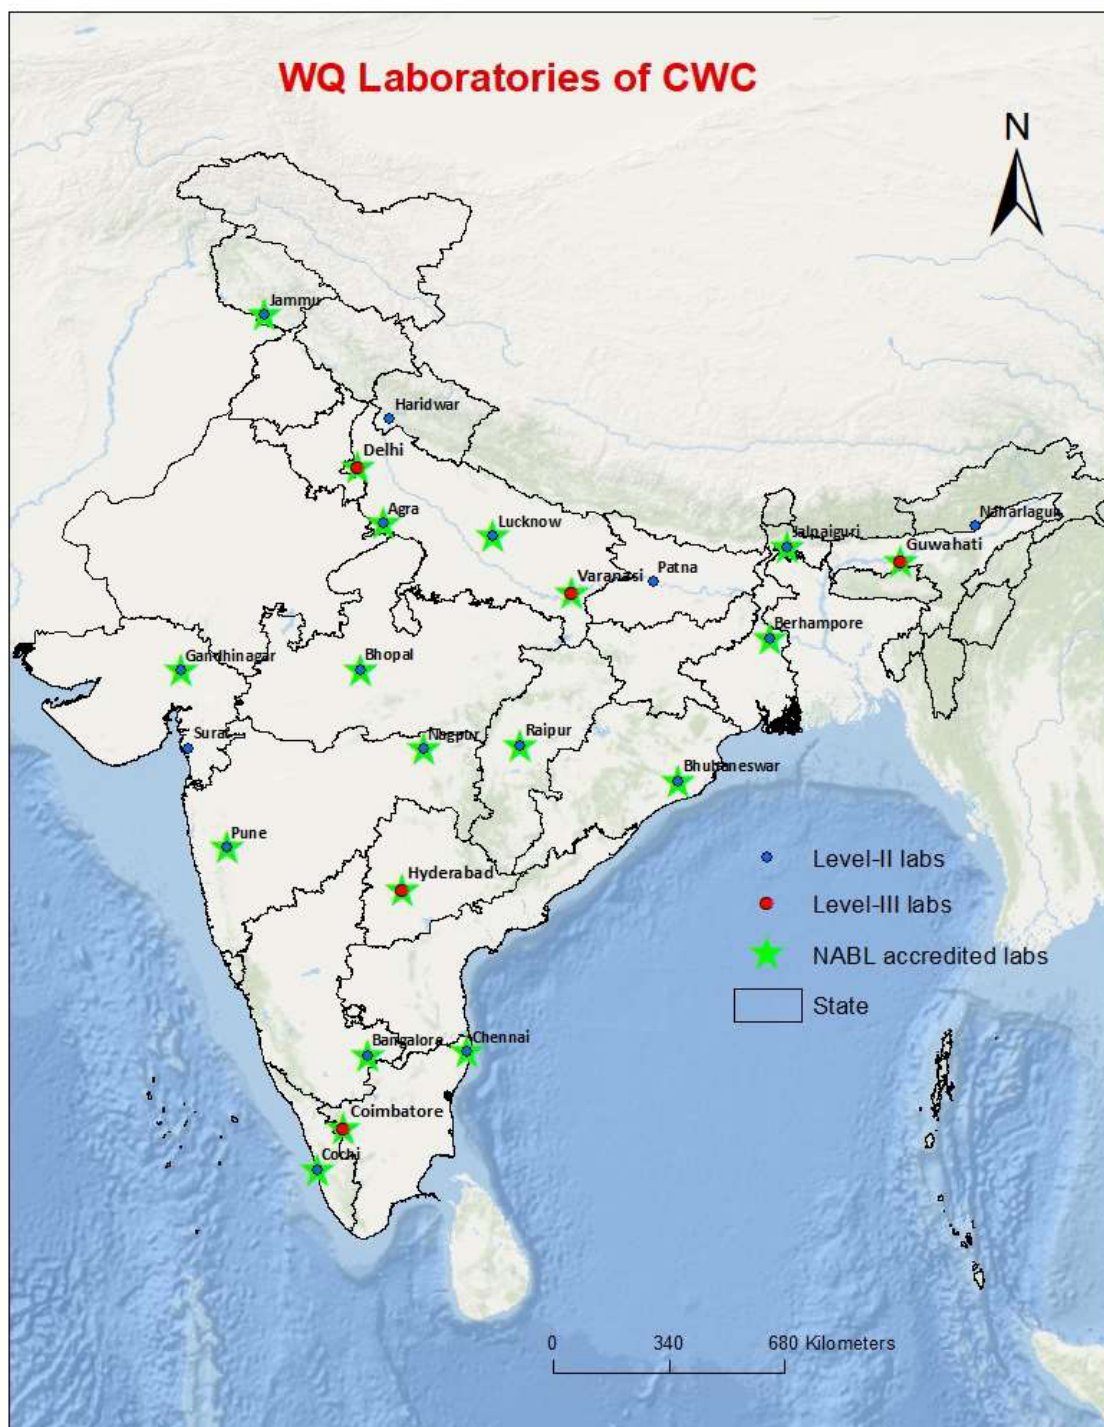 WQ Laboratories of CWC
N
Jammu
Haridwar
Delhi
Agra
Lucknow
Naharlagun
Jalpaiguri
Guwahati
Varanasi
Patna
Berhampore
Gandhinagar
Bhopal
Surat
Nagpur
Raipur
Bhubaneswar
Pune
Hyderabad
Level-II labs
Level-III labs
NABL accredited labs
State
Bangalore
Chennai
Coimbatore
Cochi
0 340 680 Kilometers